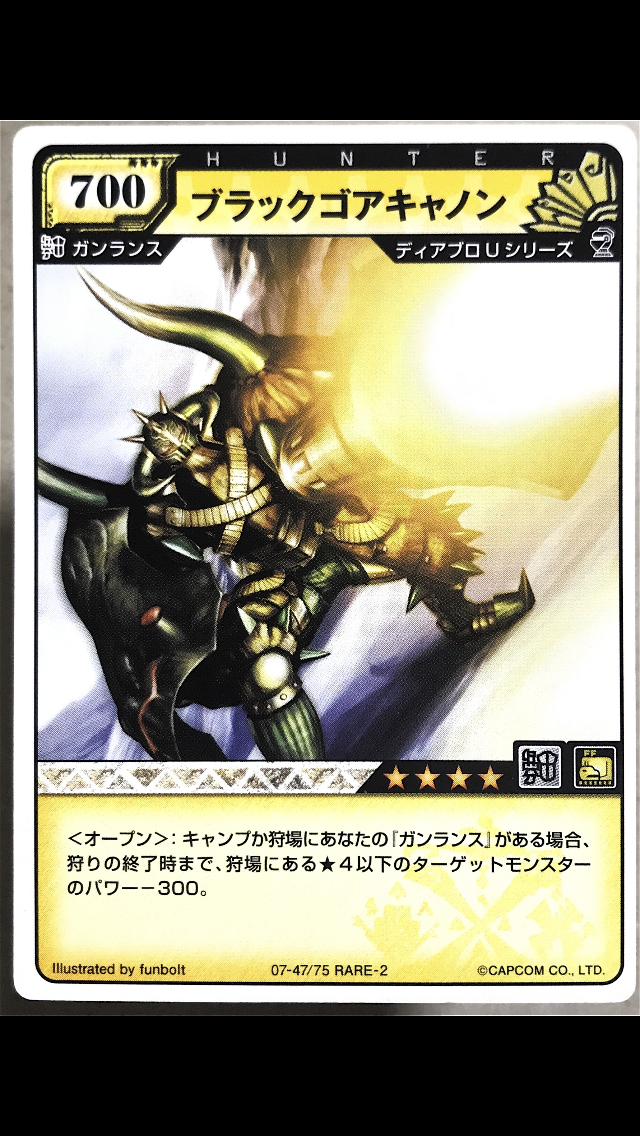 HUNTER
700
ブラックゴアキャノン
ガンランス
ディアブロUシリーズ
★★★★
<オープン>:キャンプか狩場にあなたの『ガンランス』がある場合、
狩りの終了時まで、狩場にある★4以下のターゲットモンスター
のパワー－300。
Illustrated by funbolt
07-47/75 RARE-2
©CAPCOM CO., LTD.